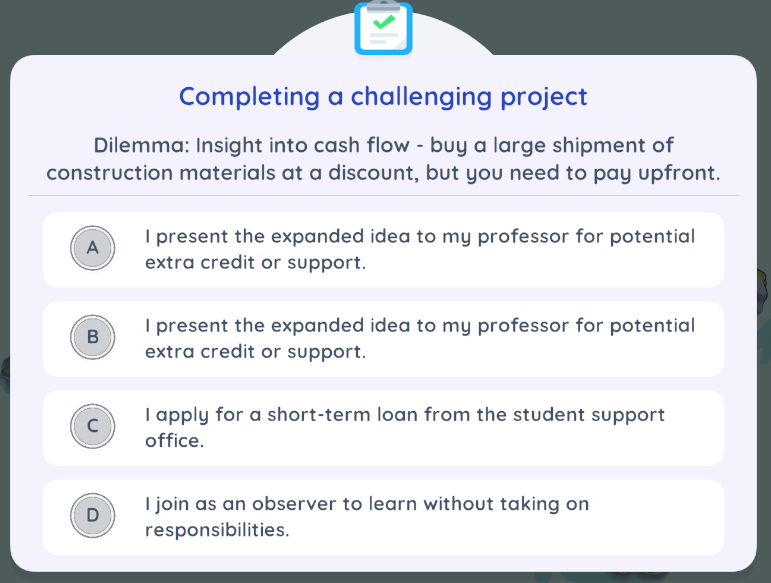 Completing a challenging project
Dilemma: Insight into cash flow - buy a large shipment of
construction materials at a discount, but you need to pay upfront.
A
I present the expanded idea to my professor for potential
extra credit or support.
B
I present the expanded idea to my professor for potential
extra credit or support.
C
I apply for a short-term loan from the student support
office.
D
I join as an observer to learn without taking on
responsibilities.